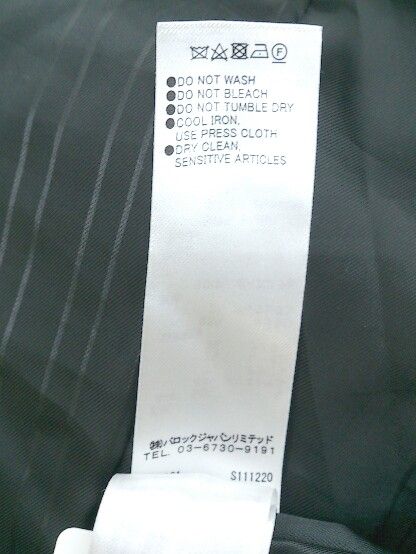 Ⓕ
●DO NOT WASH
●DO NOT BLEACH
●DO NOT TUMBLE DRY
●COOL IRON,
USE PRESS CLOTH
●DRY CLEAN,
SENSITIVE ARTICLES
㈱バロックジャパンリミテッド
TEL. 03-6730-9191
S111220